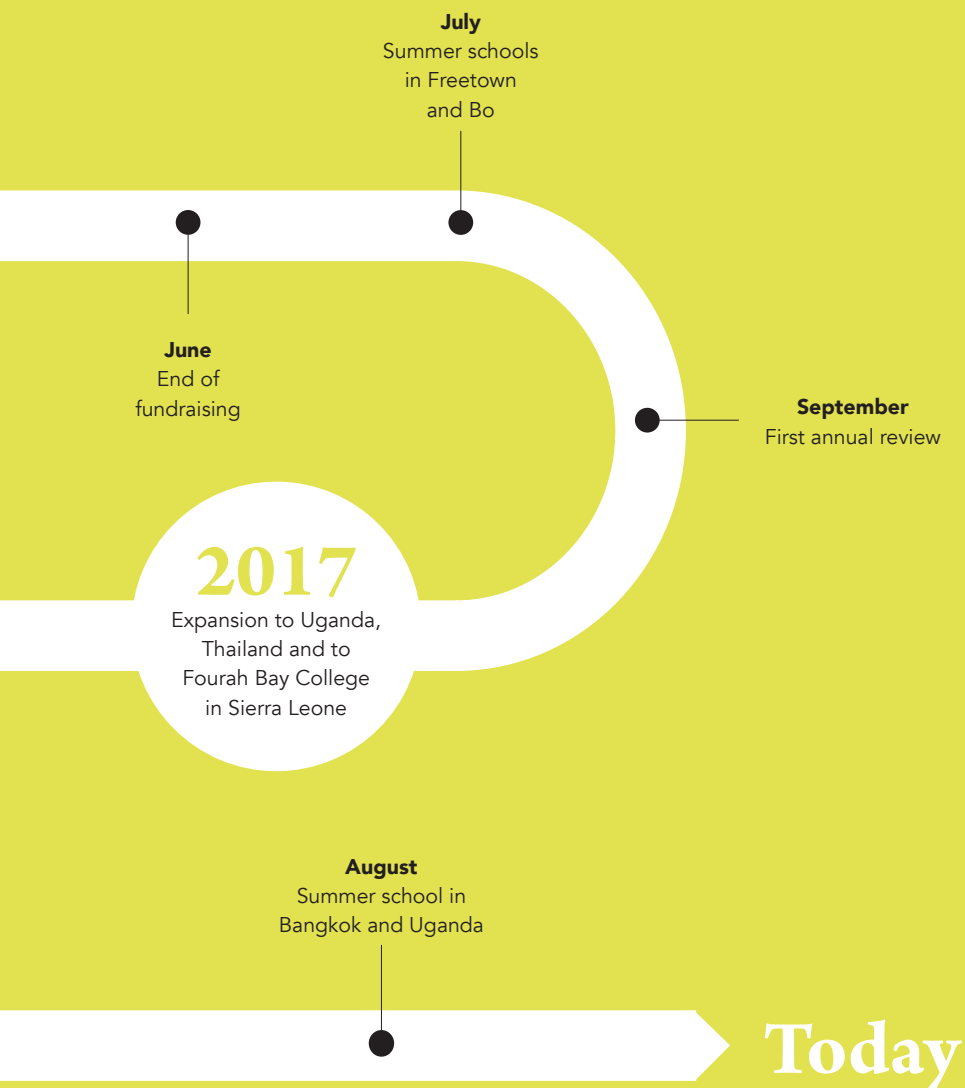 July
Summer schools
in Freetown
and Bo
June
End of
fundraising
September
First annual review
2017
Expansion to Uganda,
Thailand and to
Fourah Bay College
in Sierra Leone
August
Summer school in
Bangkok and Uganda
Today